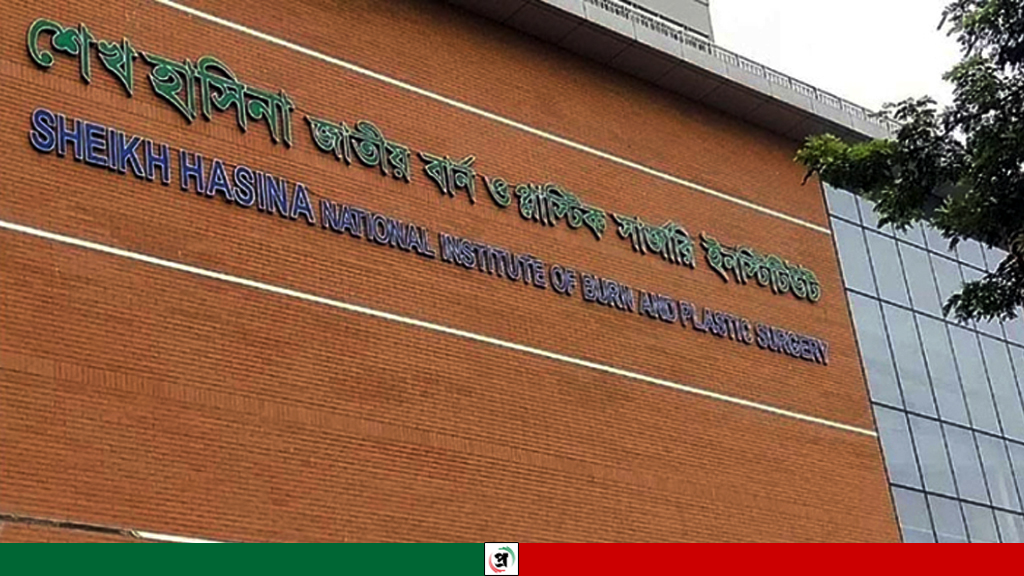 শেখ হাসিনা জাতীয় বার্ন ও প্লাস্টিক সার্জারি ইনস্টিটিউট
SHEIKH HASINA NATIONAL INSTITUTE OF BURN AND PLASTIC SURGERY
প্র